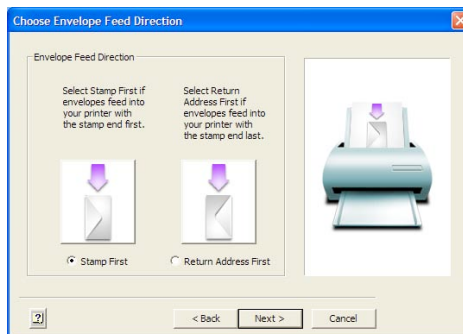 Choose Envelope Feed Direction
Envelope Feed Direction
Select Stamp First if
envelopes feed into
your printer with
the stamp end first.
Select Return
Address First if
envelopes feed into
your printer with
the stamp end last.
Stamp First
Return Address First
?
< Back
Next >
Cancel